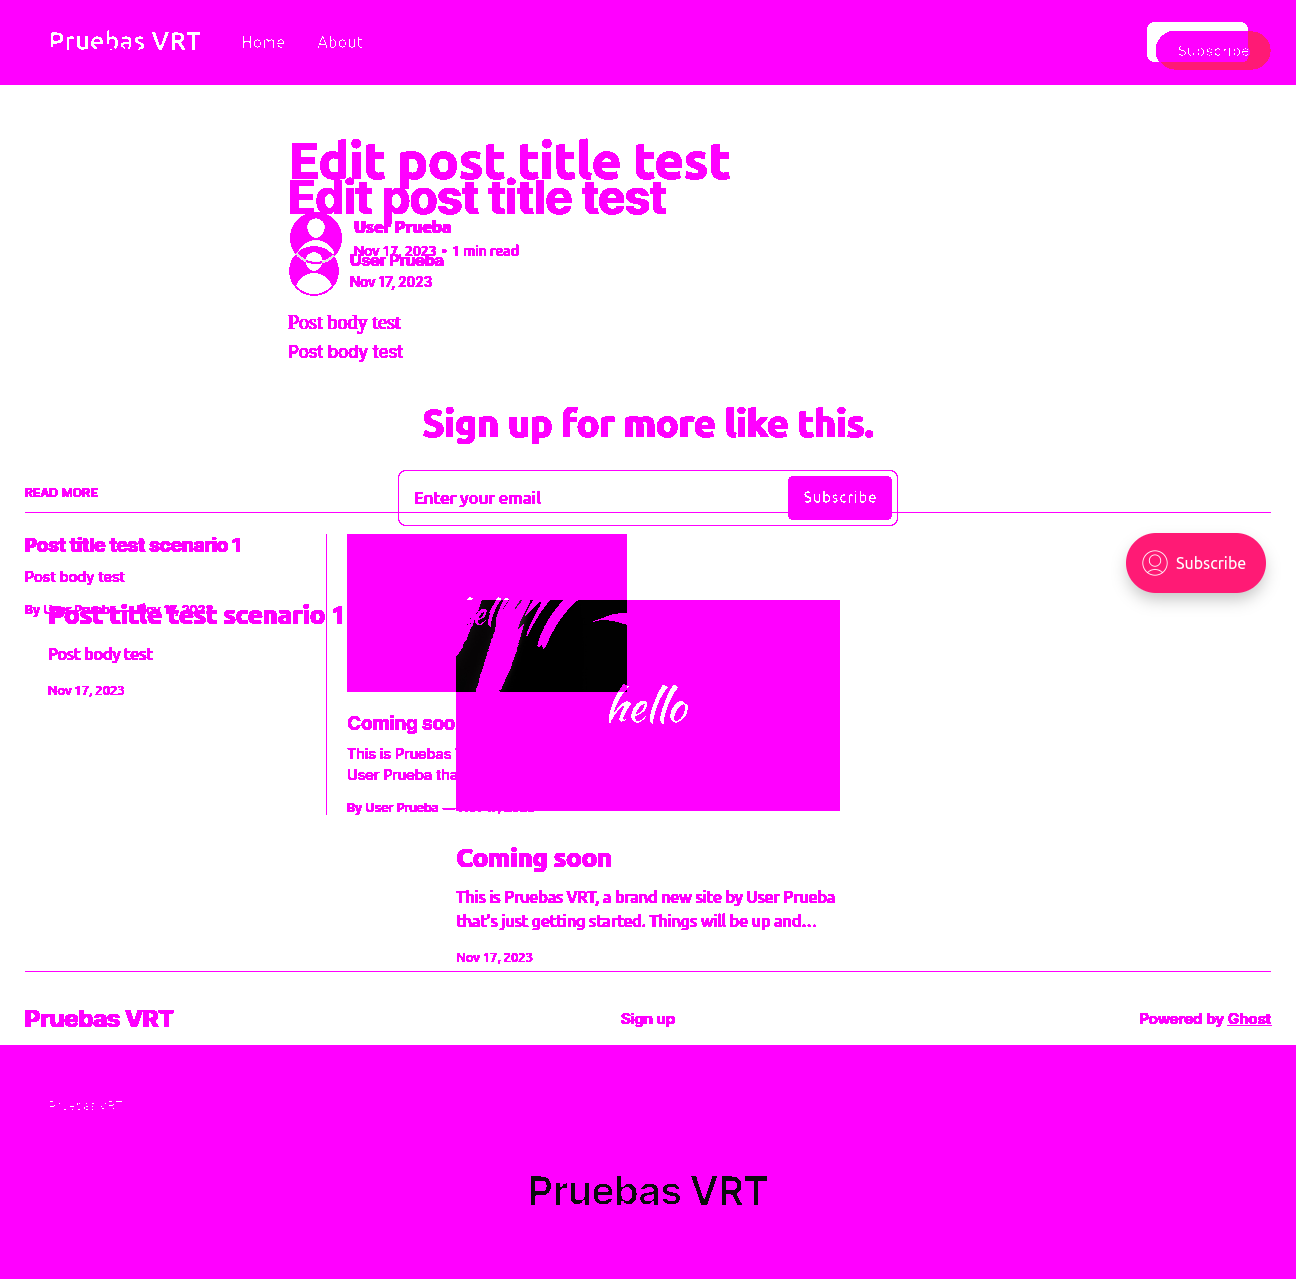 Pruebas VRT Home About Subscribe
Edit post title test
Edit post title test
User Prueba
Nov 17, 2023 • 1 min read
User Prueba
Nov 17, 2023
Post body test
Post body test
Sign up for more like this.
READ MORE
Enter your email Subscribe
Post title test scenario 1
Subscribe
Post body test
By User Prueba — Nov 17, 2023
Post title test scenario 1
Post body test
Nov 17, 2023
hello
Coming soo
This is Pruebas
User Prueba tha
By User Prueba —
Coming soon
This is Pruebas VRT, a brand new site by User Prueba
that's just getting started. Things will be up and…
Nov 17, 2023
Pruebas VRT Sign up Powered by Ghost
Pruebas VRT
Pruebas VRT